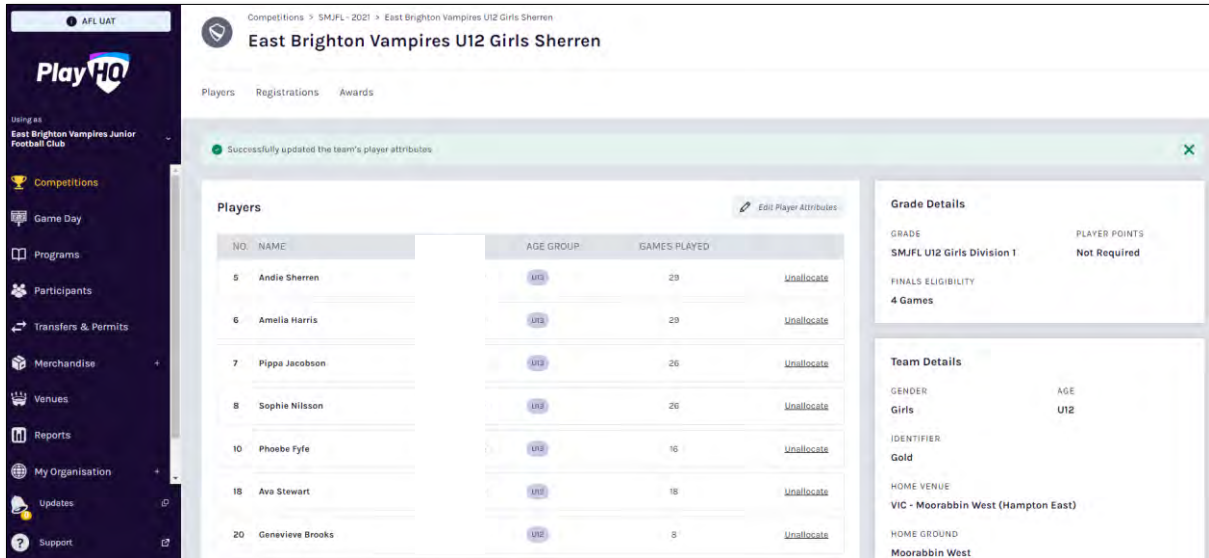 AFL UAT
PlayHQ
Using as
East Brighton Vampires Junior
Football Club
Competitions
Game Day
Programs
Participants
Transfers & Permits
Merchandise +
Venues
Reports
My Organisation +
Updates
Support
Competitions > SMJFL - 2021 > East Brighton Vampires U12 Girls Sherren
East Brighton Vampires U12 Girls Sherren
Players Registrations Awards
Successfully updated the team's player attributes
Players Edit Player Attributes
NO. NAME AGE GROUP GAMES PLAYED
5 Andie Sherren 29 Unallocate
6 Amelia Harris 29 Unallocate
7 Pippa Jacobson 26 Unallocate
8 Sophie Nilsson 26 Unallocate
10 Phoebe Fyfe 16 Unallocate
18 Ava Stewart 18 Unallocate
20 Genevieve Brooks U12 8 Unallocate
Grade Details
GRADE PLAYER POINTS
SMJFL U12 Girls Division 1 Not Required
FINALS ELIGIBILITY
4 Games
Team Details
GENDER AGE
Girls U12
IDENTIFIER
Gold
HOME VENUE
VIC - Moorabbin West (Hampton East)
HOME GROUND
Moorabbin West